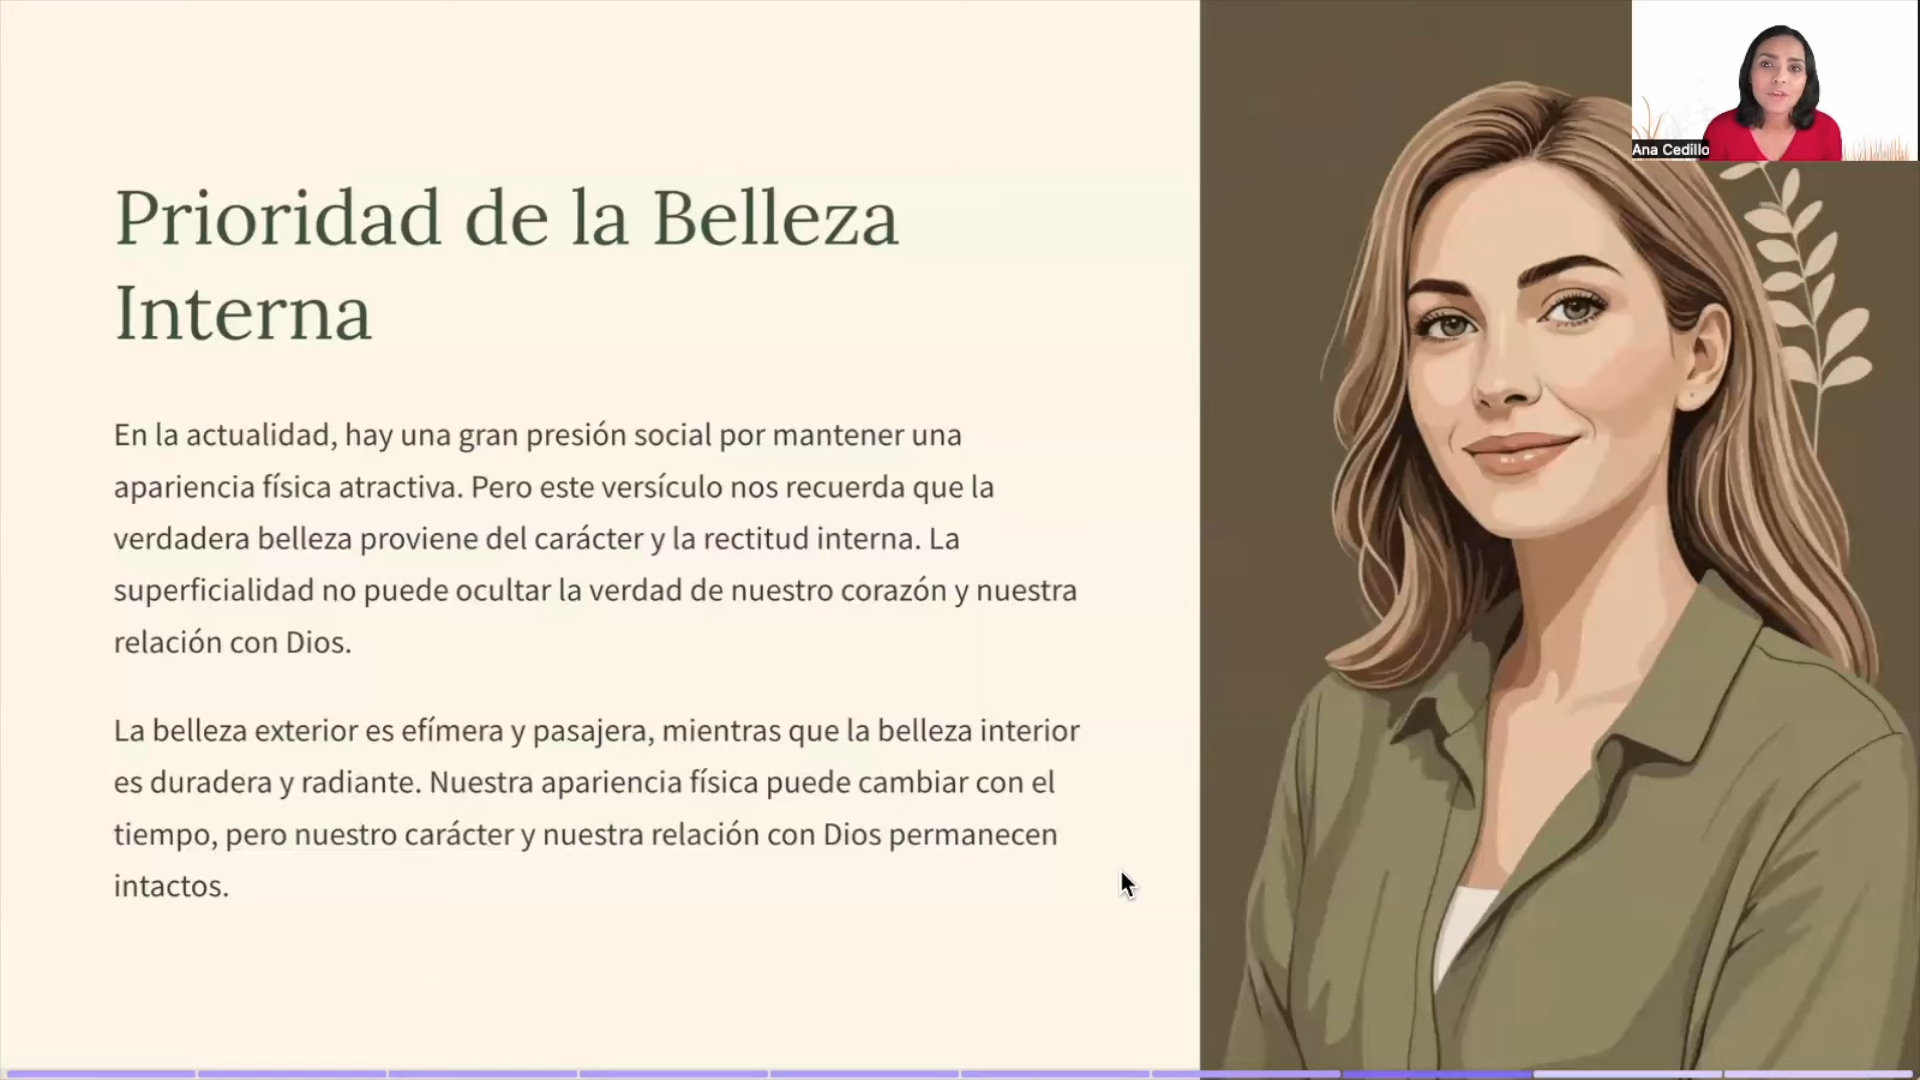 Prioridad de la Belleza
Interna
En la actualidad, hay una gran presión social por mantener una
apariencia física atractiva. Pero este versículo nos recuerda que la
verdadera belleza proviene del carácter y la rectitud interna. La
superficialidad no puede ocultar la verdad de nuestro corazón y nuestra
relación con Dios.
La belleza exterior es efímera y pasajera, mientras que la belleza interior
es duradera y radiante. Nuestra apariencia física puede cambiar con el
tiempo, pero nuestro carácter y nuestra relación con Dios permanecen
intactos.
Ana Cedillo